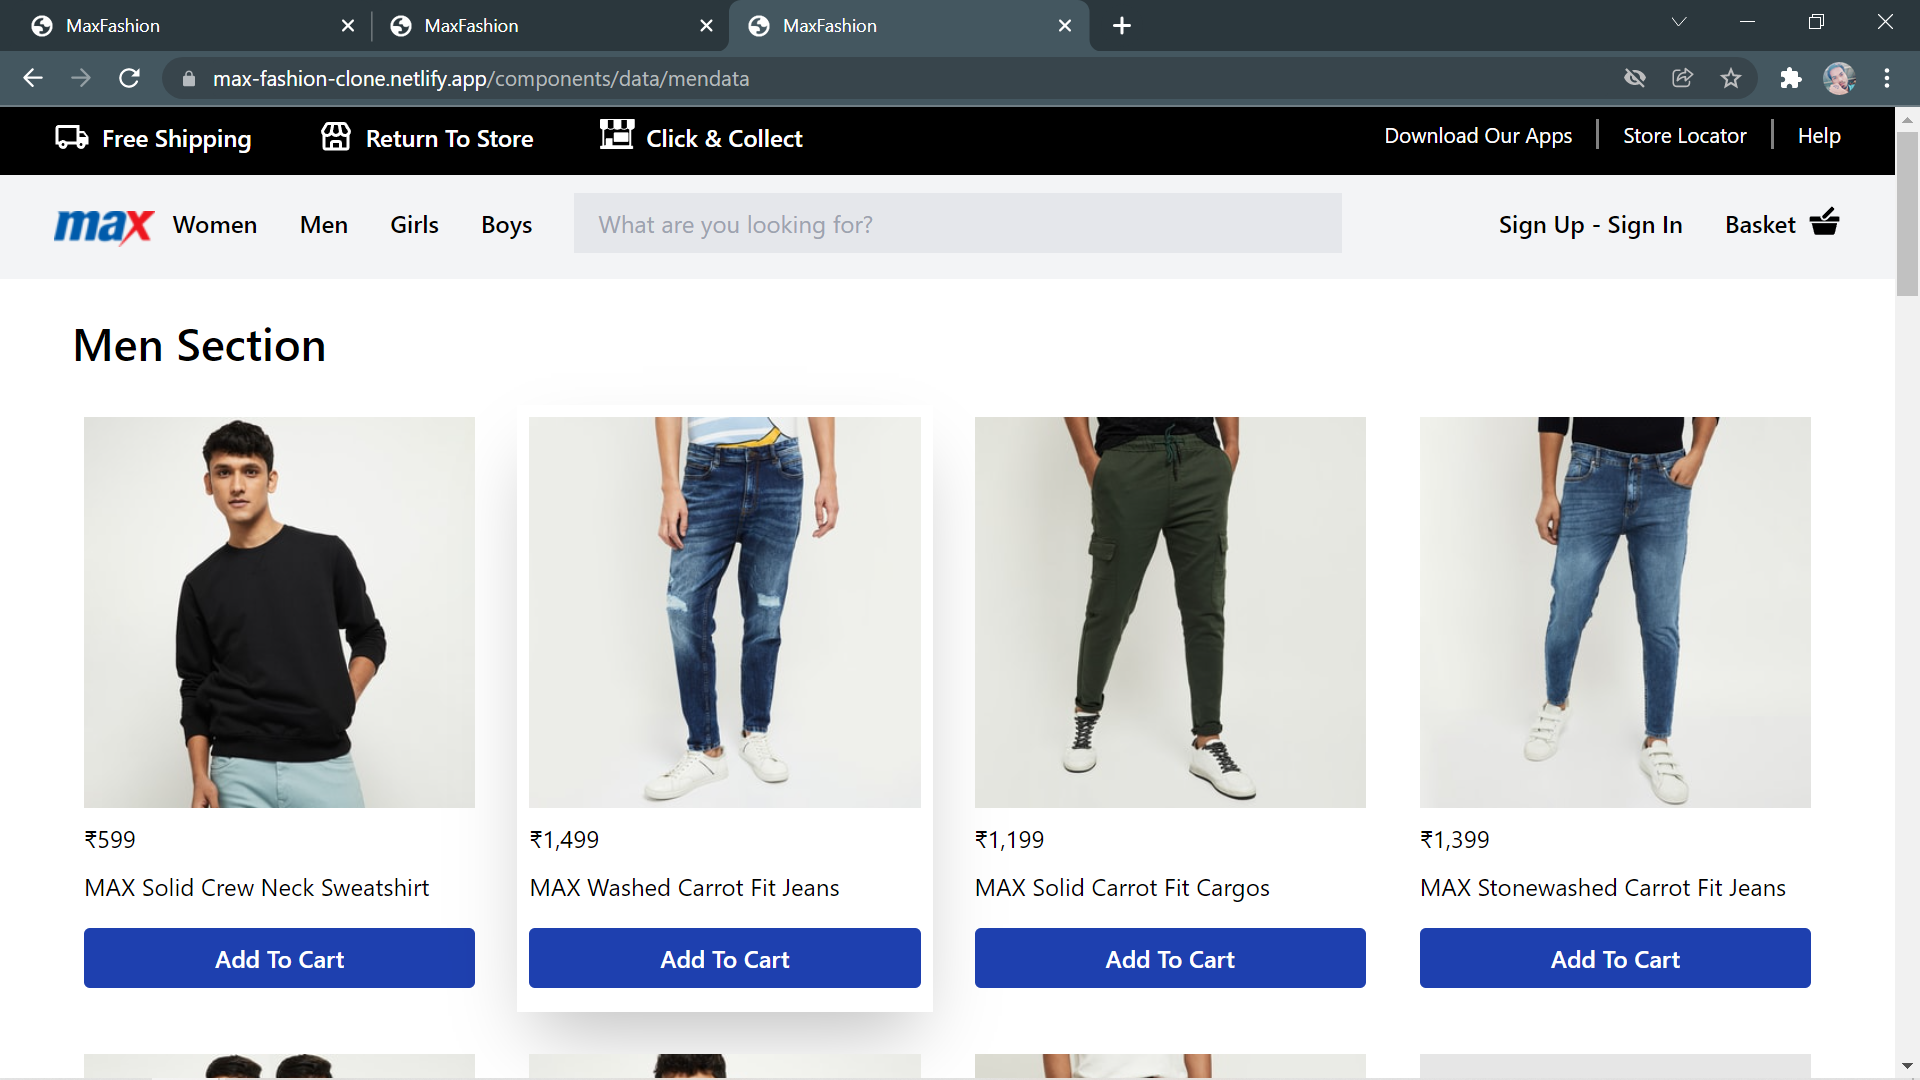 MaxFashion MaxFashion MaxFashion
max-fashion-clone.netlify.app/components/data/mendata
Free Shipping Return To Store Click & Collect Download Our Apps Store Locator Help
max Women Men Girls Boys What are you looking for? Sign Up - Sign In Basket
Men Section
₹599 ₹1,499 ₹1,199 ₹1,399
MAX Solid Crew Neck Sweatshirt MAX Washed Carrot Fit Jeans MAX Solid Carrot Fit Cargos MAX Stonewashed Carrot Fit Jeans
Add To Cart Add To Cart Add To Cart Add To Cart